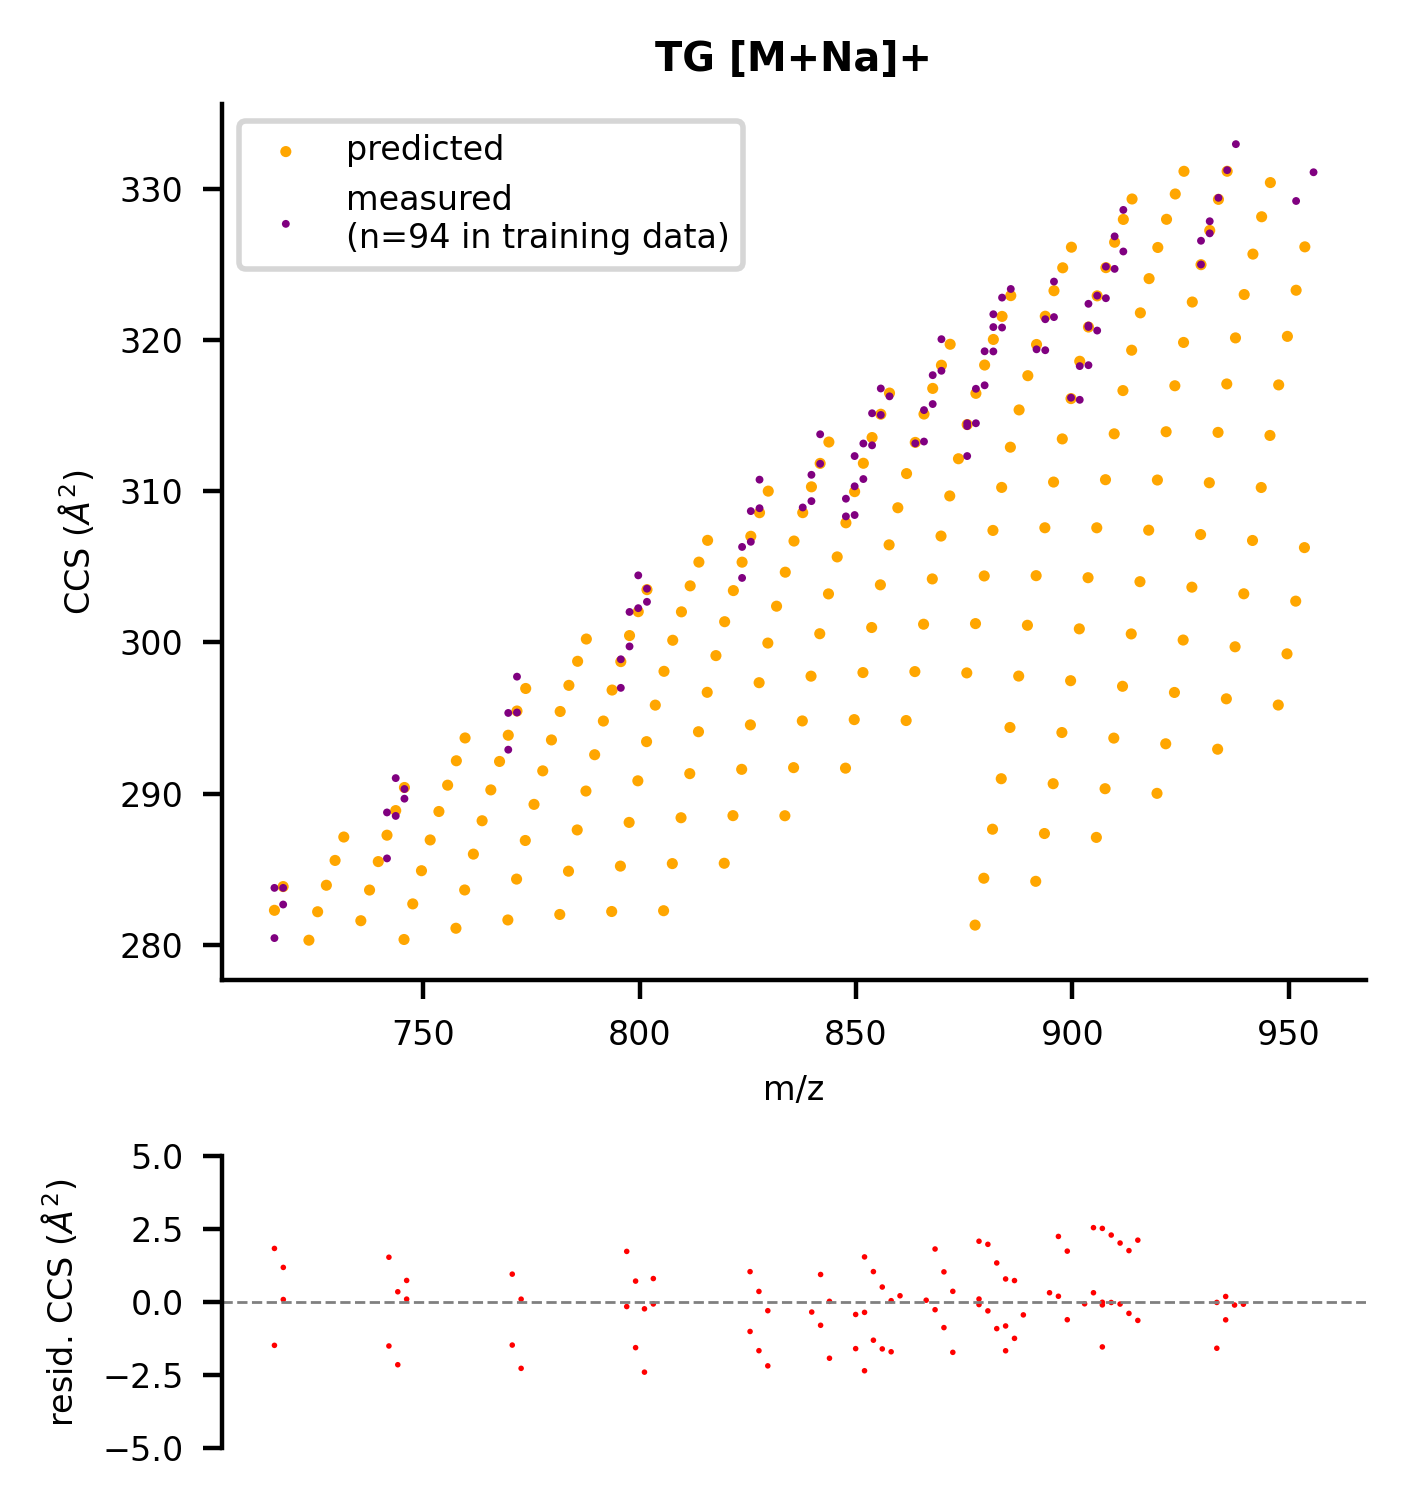 TG [M+Na]+
predicted
measured
(n=94 in training data)
330
320
310
300
290
280
CCS (Å²)
750
800
850
900
950
m/z
5.0
2.5
0.0
−2.5
−5.0
resid. CCS (Å²)